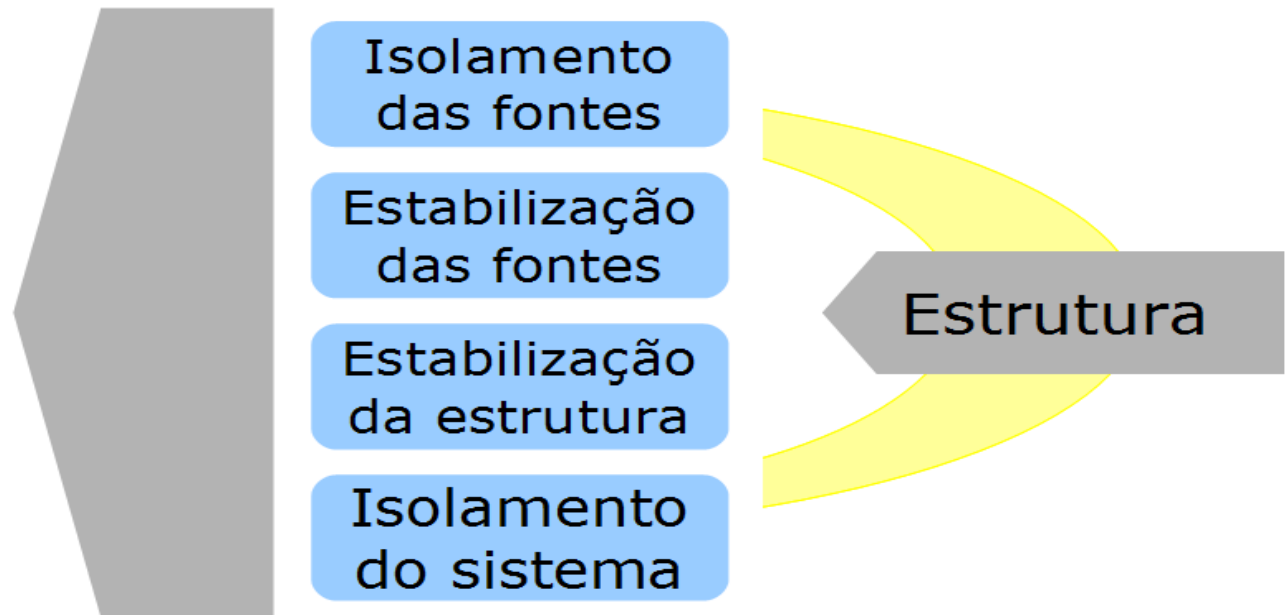 Isolamento
das fontes
Estabilização
das fontes
Estabilização
da estrutura
Isolamento
do sistema
Estrutura